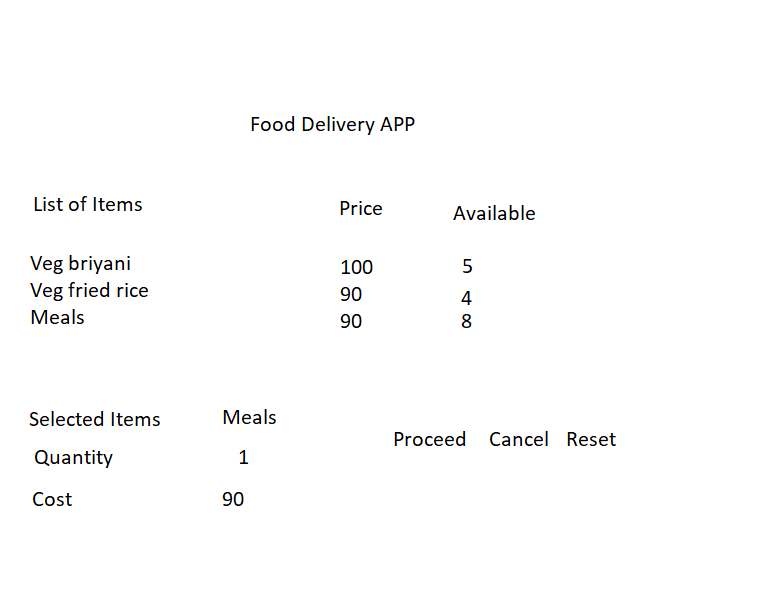 Food Delivery APP
List of Items Price Available
Veg briyani 100 5
Veg fried rice 90 4
Meals 90 8
Selected Items Meals
Proceed Cancel Reset
Quantity 1
Cost 90